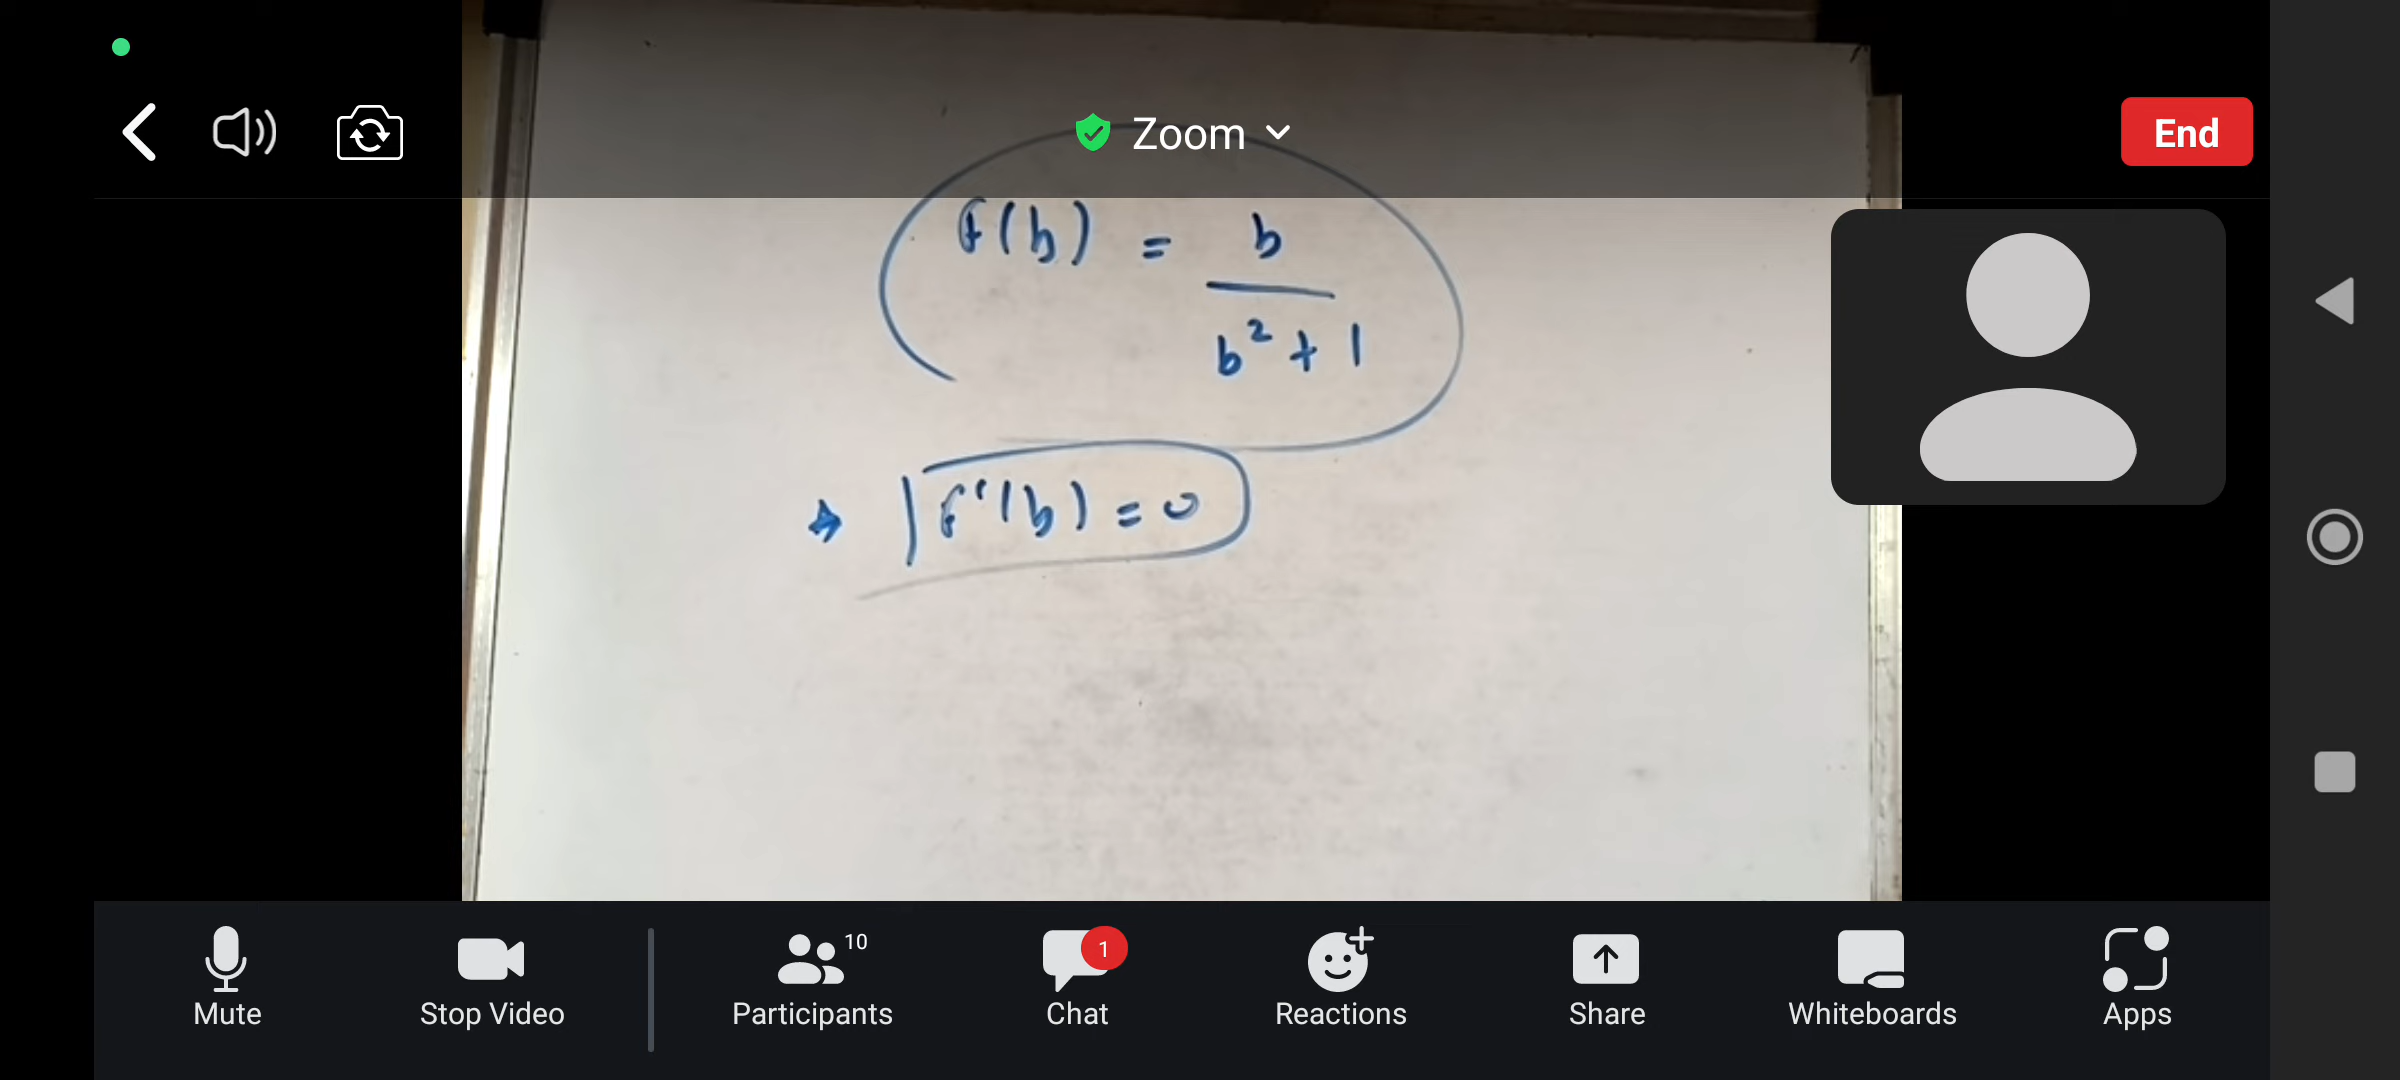 Zoom
End
f(b) = b
b² + 1
⇒ f'(b) = 0
10
1
Mute
Stop Video
Participants
Chat
Reactions
Share
Whiteboards
Apps